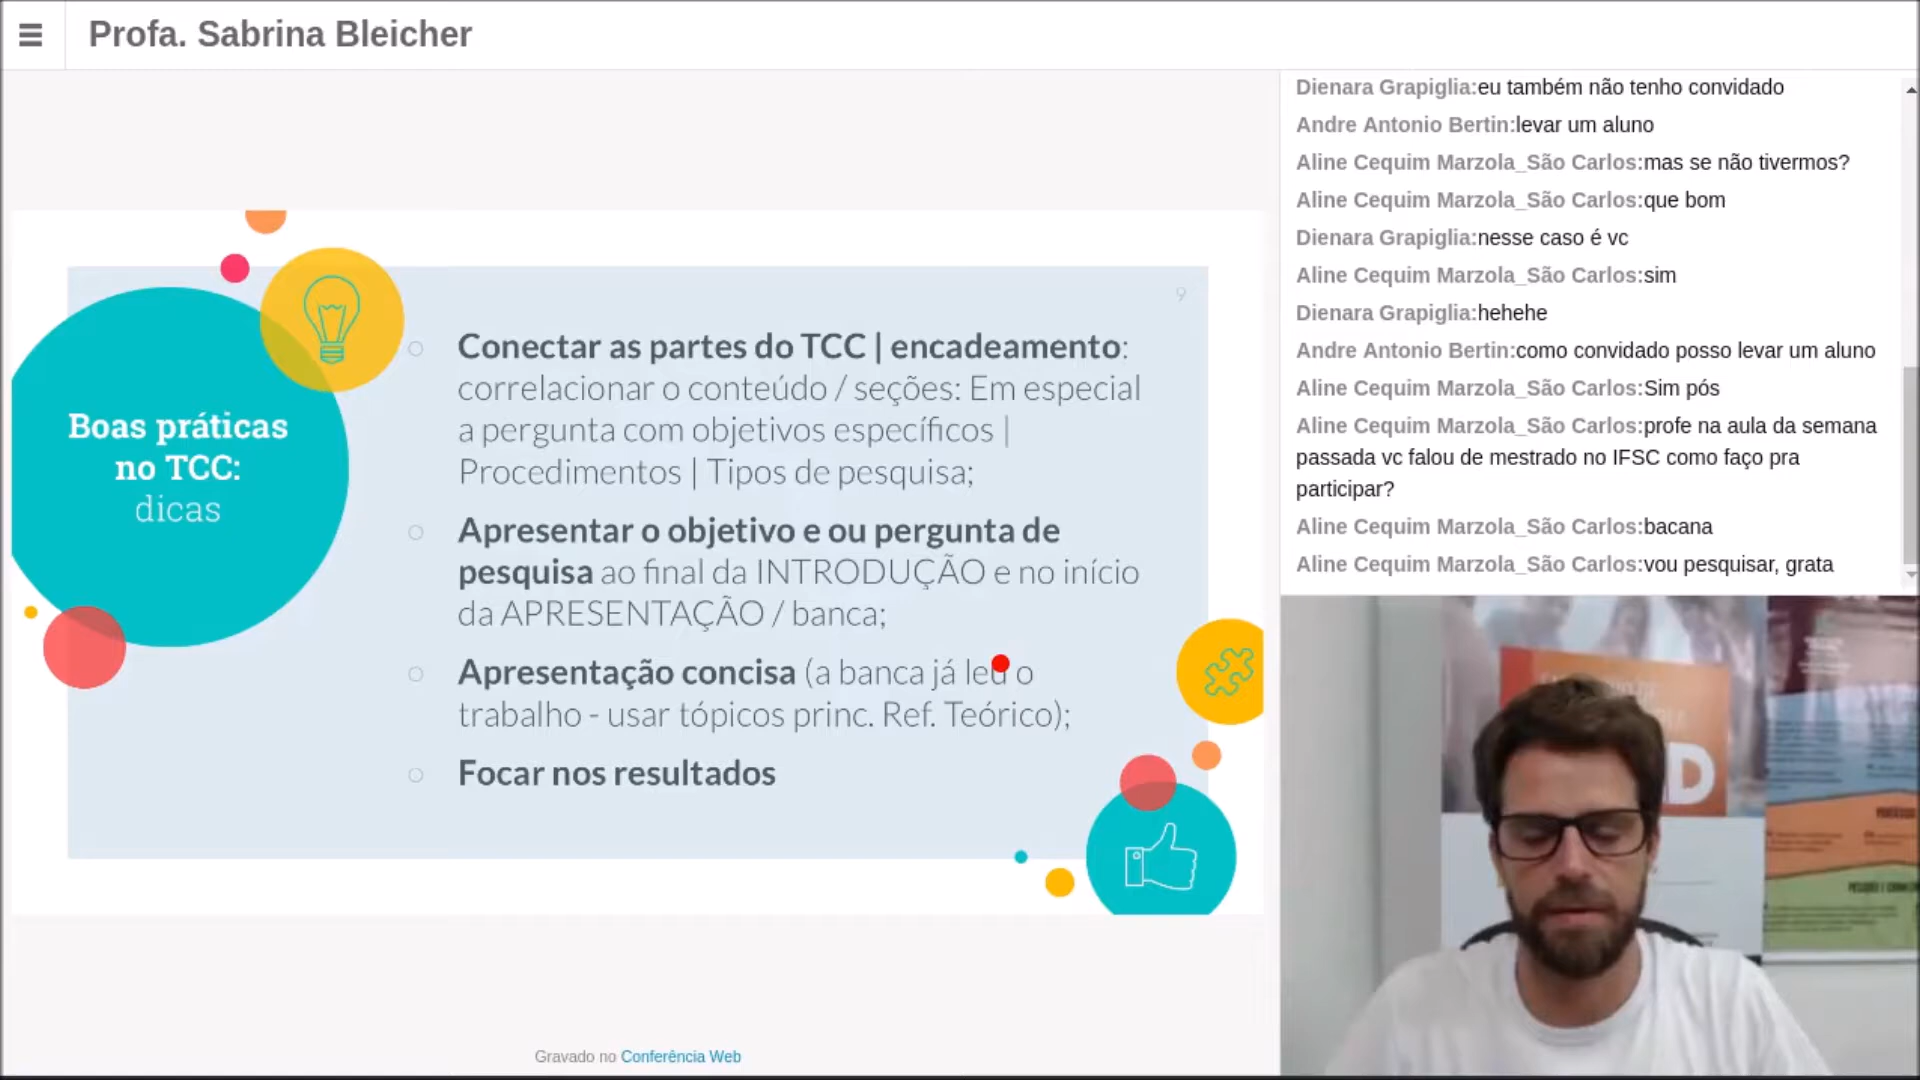 Profa. Sabrina Bleicher
9
Boas práticas
no TCC:
dicas
Conectar as partes do TCC | encadeamento:
correlacionar o conteúdo / seções: Em especial
a pergunta com objetivos específicos |
Procedimentos | Tipos de pesquisa;
Apresentar o objetivo e ou pergunta de
pesquisa ao final da INTRODUÇÃO e no início
da APRESENTAÇÃO / banca;
Apresentação concisa (a banca já leu o
trabalho - usar tópicos princ. Ref. Teórico);
Focar nos resultados
Gravado no Conferência Web
Dienara Grapiglia:eu também não tenho convidado
Andre Antonio Bertin:levar um aluno
Aline Cequim Marzola_São Carlos:mas se não tivermos?
Aline Cequim Marzola_São Carlos:que bom
Dienara Grapiglia:nesse caso é vc
Aline Cequim Marzola_São Carlos:sim
Dienara Grapiglia:hehehe
Andre Antonio Bertin:como convidado posso levar um aluno
Aline Cequim Marzola_São Carlos:Sim pós
Aline Cequim Marzola_São Carlos:profe na aula da semana
passada vc falou de mestrado no IFSC como faço pra
participar?
Aline Cequim Marzola_São Carlos:bacana
Aline Cequim Marzola_São Carlos:vou pesquisar, grata
D